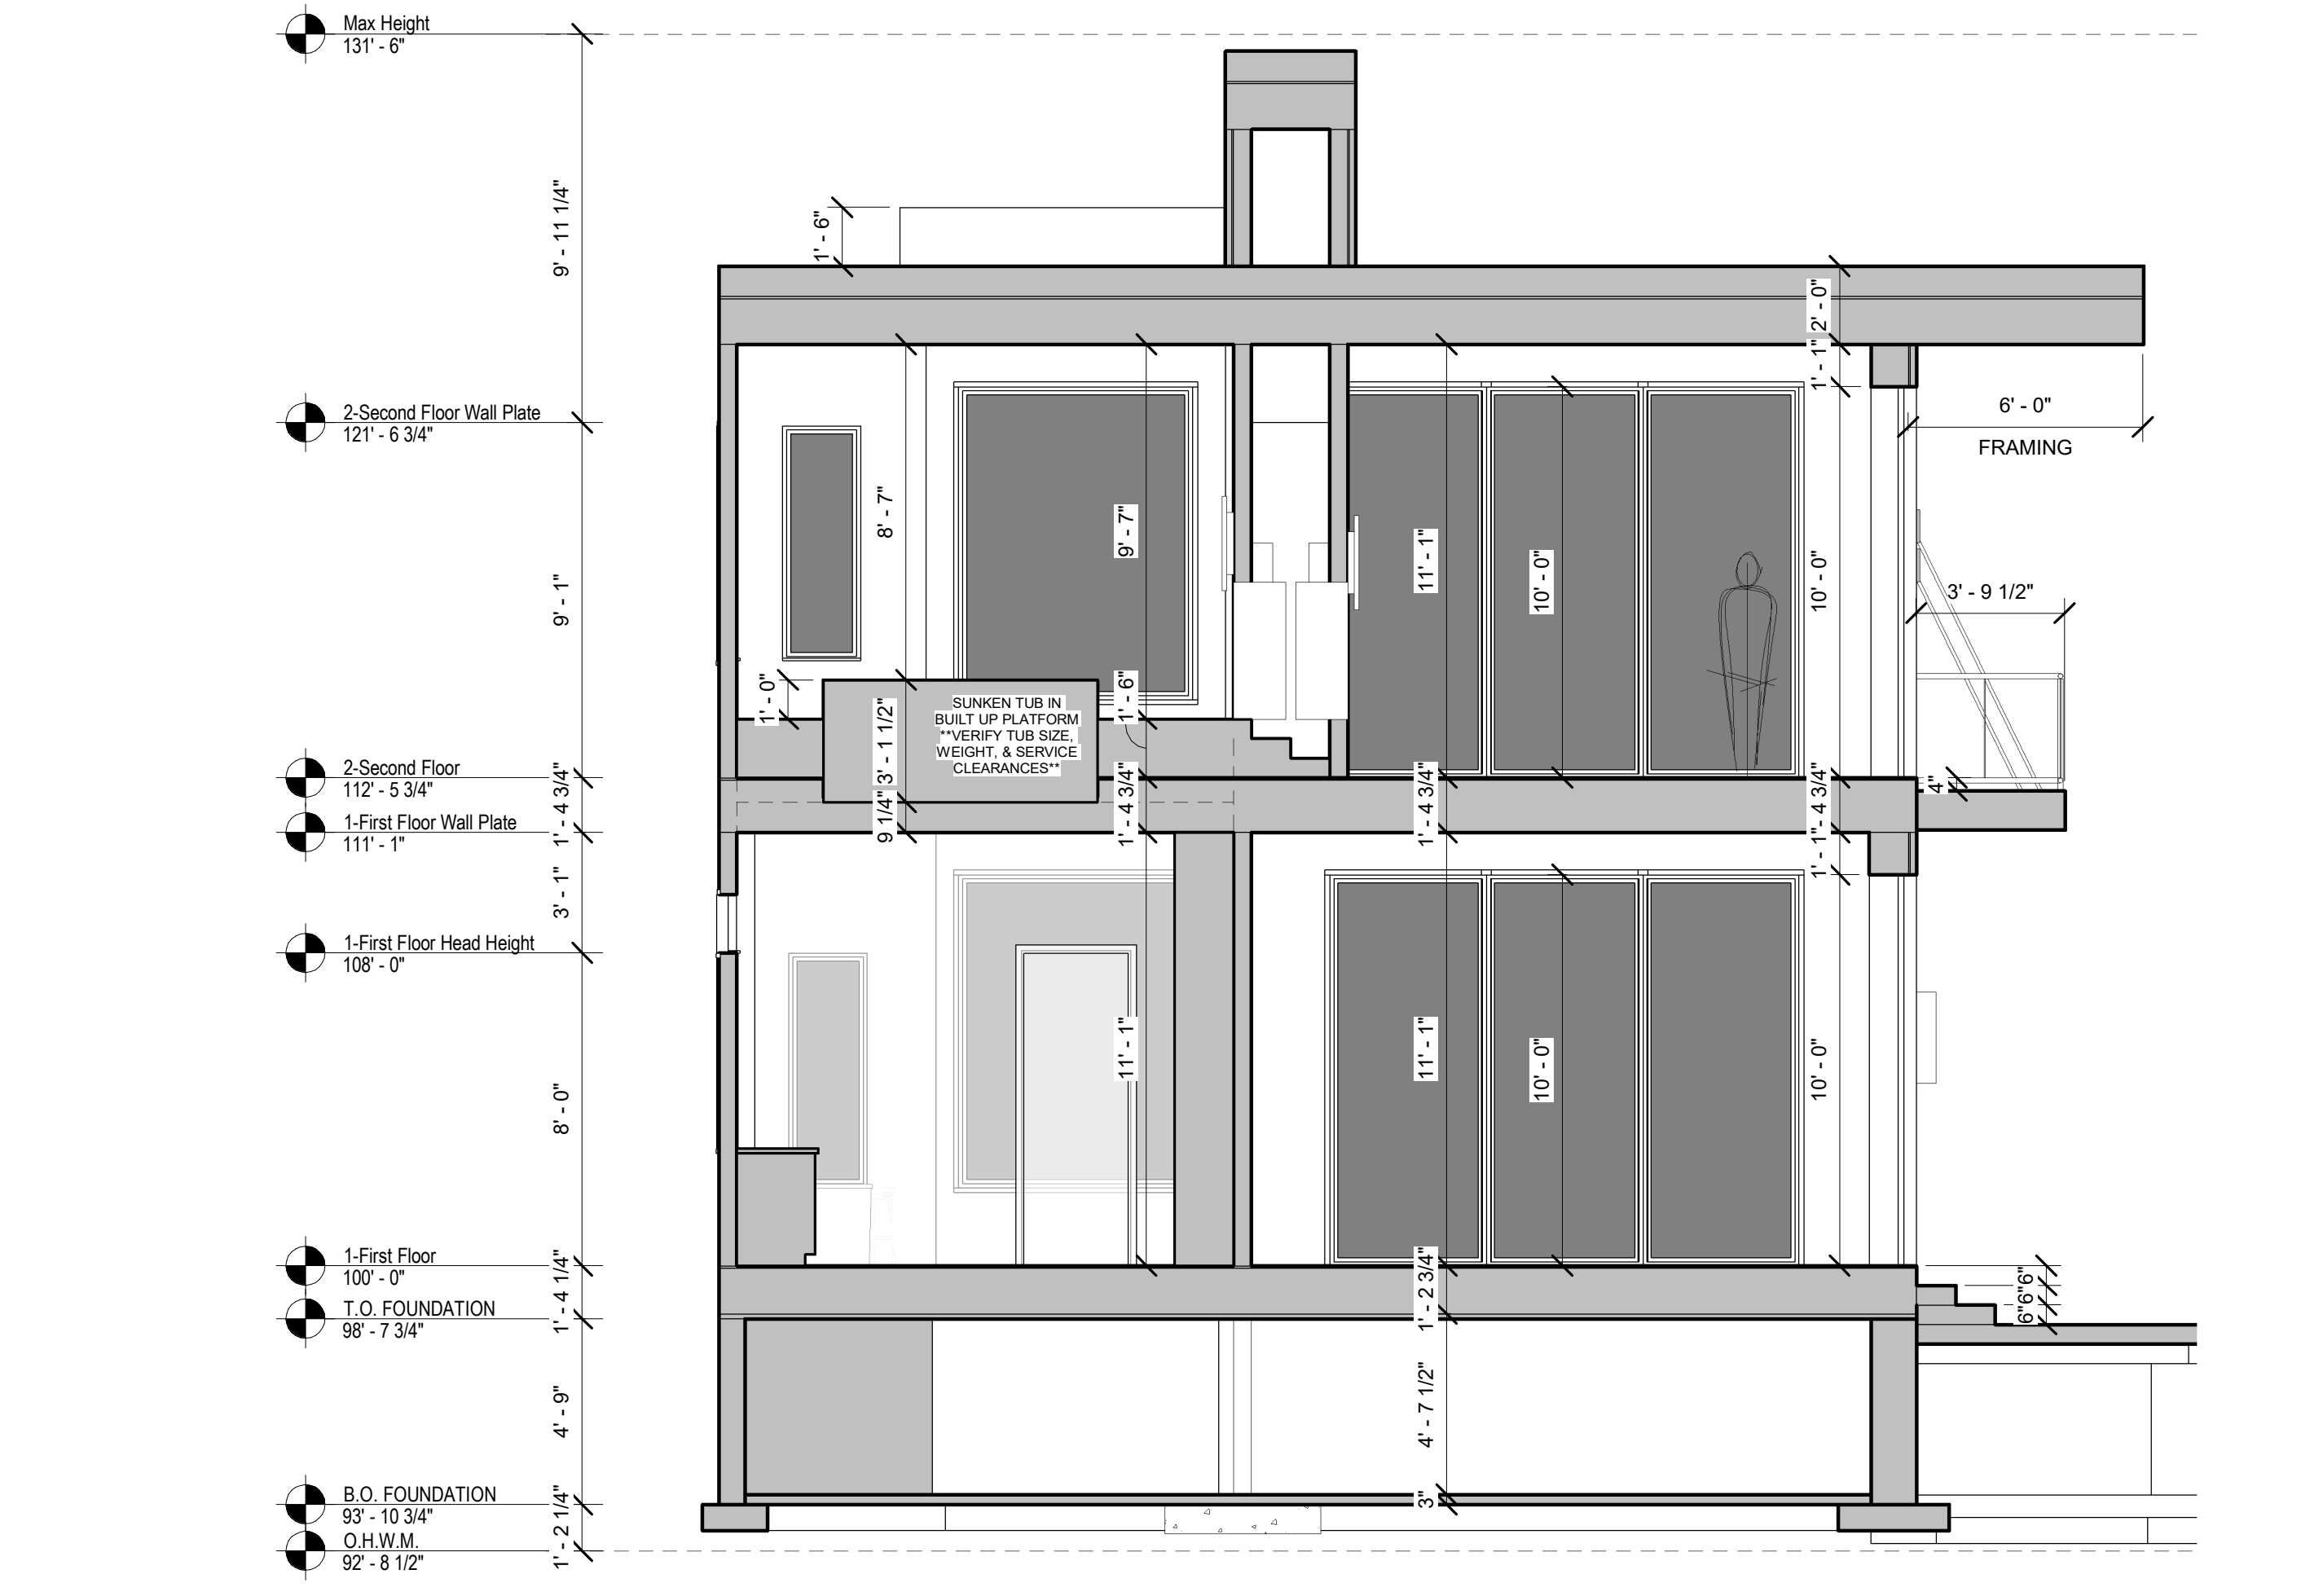 Max Height
131' - 6"
9' - 11 1/4"
1' - 6"
2' - 0"
1' - 1"
6' - 0"
FRAMING
2-Second Floor Wall Plate
121' - 6 3/4"
9' - 1"
8' - 7"
9' - 7"
11' - 1"
10' - 0"
10' - 0"
3' - 9 1/2"
1' - 0"
3' - 1 1/2"
SUNKEN TUB IN
BUILT UP PLATFORM
**VERIFY TUB SIZE,
WEIGHT, & SERVICE
CLEARANCES**
1' - 6"
2-Second Floor
112' - 5 3/4"
1' - 4 3/4"
9 1/4"
1' - 4 3/4"
1' - 4 3/4"
1' - 4 3/4"
4"
1-First Floor Wall Plate
111' - 1"
3' - 1"
1' - 1"
1-First Floor Head Height
108' - 0"
8' - 0"
11' - 1"
11' - 1"
10' - 0"
10' - 0"
1-First Floor
100' - 0"
1' - 4 1/4"
1' - 2 3/4"
6"
6"
6"
T.O. FOUNDATION
98' - 7 3/4"
4' - 9"
4' - 7 1/2"
3"
B.O. FOUNDATION
93' - 10 3/4"
1' - 2 1/4"
O.H.W.M.
92' - 8 1/2"